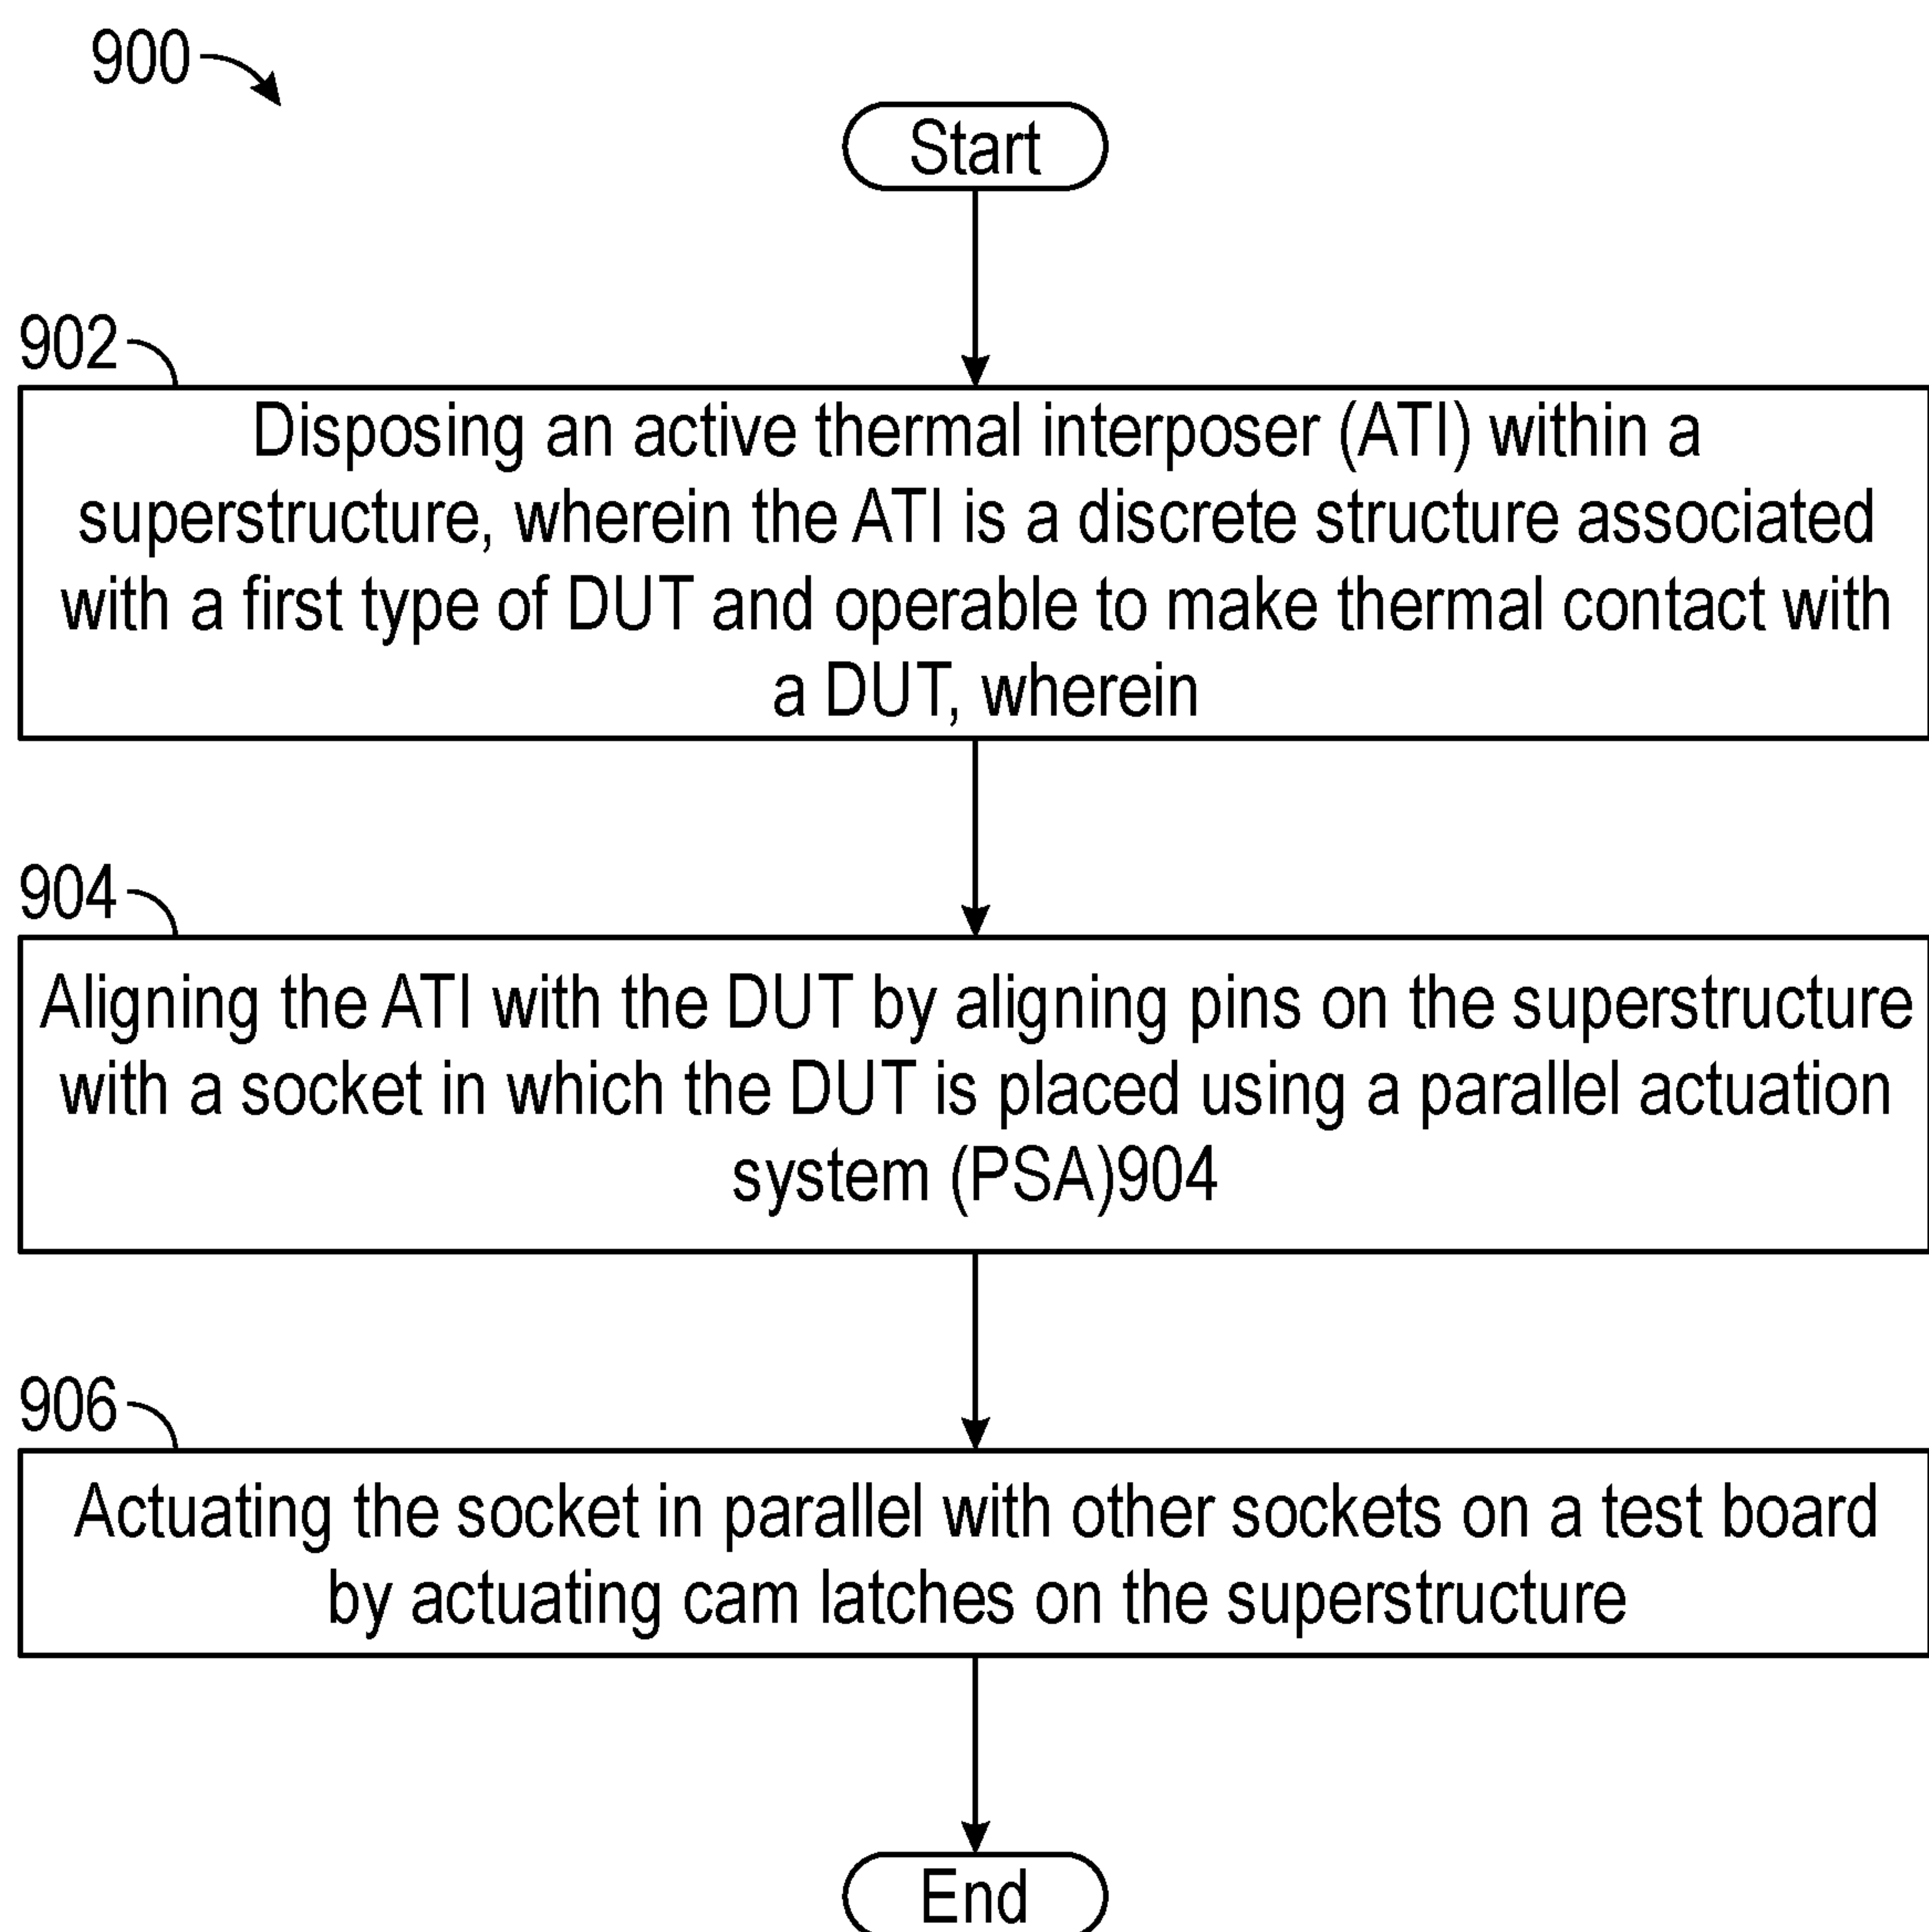 900
Start
902
Disposing an active thermal interposer (ATI) within a
superstructure, wherein the ATI is a discrete structure associated
with a first type of DUT and operable to make thermal contact with
a DUT, wherein
904
Aligning the ATI with the DUT by aligning pins on the superstructure
with a socket in which the DUT is placed using a parallel actuation
system (PSA)904
906
Actuating the socket in parallel with other sockets on a test board
by actuating cam latches on the superstructure
End